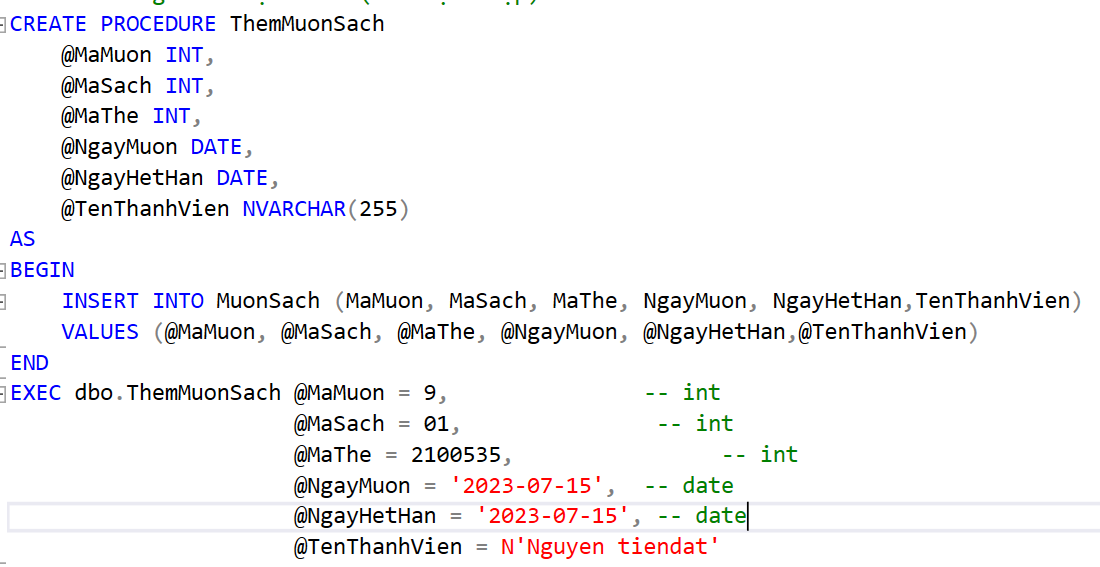 CREATE PROCEDURE ThemMuonSach
    @MaMuon INT,
    @MaSach INT,
    @MaThe INT,
    @NgayMuon DATE,
    @NgayHetHan DATE,
    @TenThanhVien NVARCHAR(255)
AS
BEGIN
    INSERT INTO MuonSach (MaMuon, MaSach, MaThe, NgayMuon, NgayHetHan,TenThanhVien)
    VALUES (@MaMuon, @MaSach, @MaThe, @NgayMuon, @NgayHetHan,@TenThanhVien)
END
EXEC dbo.ThemMuonSach @MaMuon = 9,               -- int
                      @MaSach = 01,               -- int
                      @MaThe = 2100535,                -- int
                      @NgayMuon = '2023-07-15',  -- date
                      @NgayHetHan = '2023-07-15', -- date
                      @TenThanhVien = N'Nguyen tiendat'